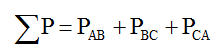 ∑P = P_AB + P_BC + P_CA